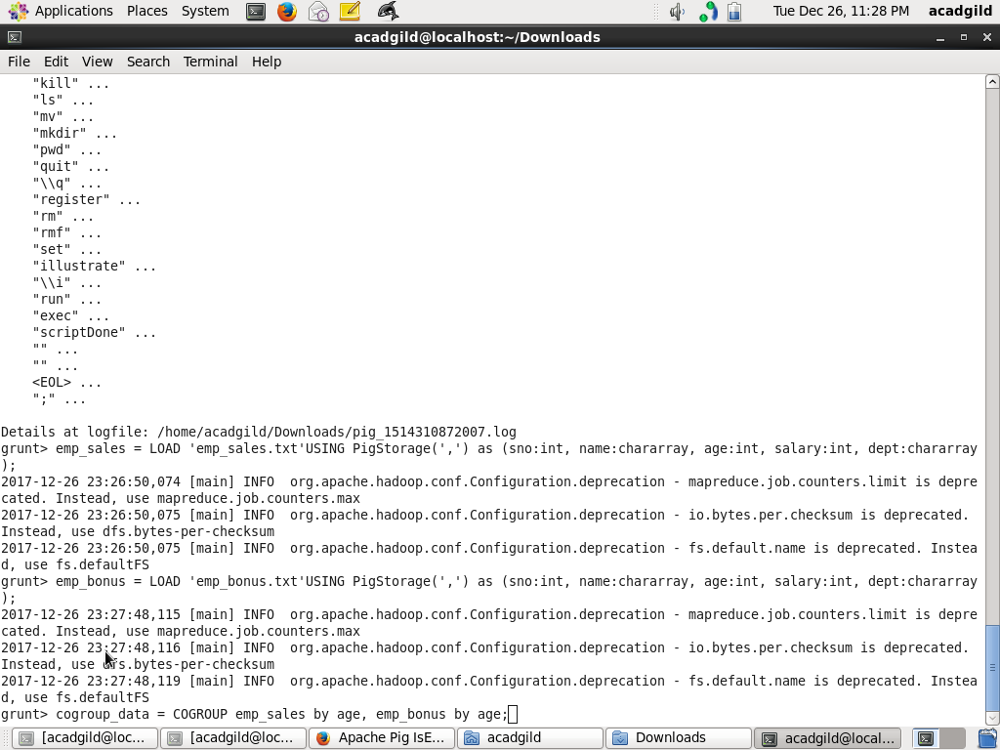 Applications Places System
Tue Dec 26, 11:28 PM acadgild
acadgild@localhost:~/Downloads
File Edit View Search Terminal Help
"kill" ...
"ls" ...
"mv" ...
"mkdir" ...
"pwd" ...
"quit" ...
"\\q" ...
"register" ...
"rm" ...
"rmf" ...
"set" ...
"illustrate" ...
"\\i" ...
"run" ...
"exec" ...
"scriptDone" ...
"" ...
"" ...
<EOL> ...
";" ...
Details at logfile: /home/acadgild/Downloads/pig_1514310872007.log
grunt> emp_sales = LOAD 'emp_sales.txt'USING PigStorage(',') as (sno:int, name:chararray, age:int, salary:int, dept:chararray
);
2017-12-26 23:26:50,074 [main] INFO  org.apache.hadoop.conf.Configuration.deprecation - mapreduce.job.counters.limit is depre
cated. Instead, use mapreduce.job.counters.max
2017-12-26 23:26:50,075 [main] INFO  org.apache.hadoop.conf.Configuration.deprecation - io.bytes.per.checksum is deprecated.
Instead, use dfs.bytes-per-checksum
2017-12-26 23:26:50,075 [main] INFO  org.apache.hadoop.conf.Configuration.deprecation - fs.default.name is deprecated. Instea
d, use fs.defaultFS
grunt> emp_bonus = LOAD 'emp_bonus.txt'USING PigStorage(',') as (sno:int, name:chararray, age:int, salary:int, dept:chararray
);
2017-12-26 23:27:48,115 [main] INFO  org.apache.hadoop.conf.Configuration.deprecation - mapreduce.job.counters.limit is depre
cated. Instead, use mapreduce.job.counters.max
2017-12-26 23:27:48,116 [main] INFO  org.apache.hadoop.conf.Configuration.deprecation - io.bytes.per.checksum is deprecated.
Instead, use dfs.bytes-per-checksum
2017-12-26 23:27:48,119 [main] INFO  org.apache.hadoop.conf.Configuration.deprecation - fs.default.name is deprecated. Instea
d, use fs.defaultFS
grunt> cogroup_data = COGROUP emp_sales by age, emp_bonus by age;
[acadgild@loc... [acadgild@loc... Apache Pig IsE... acadgild Downloads acadgild@local...